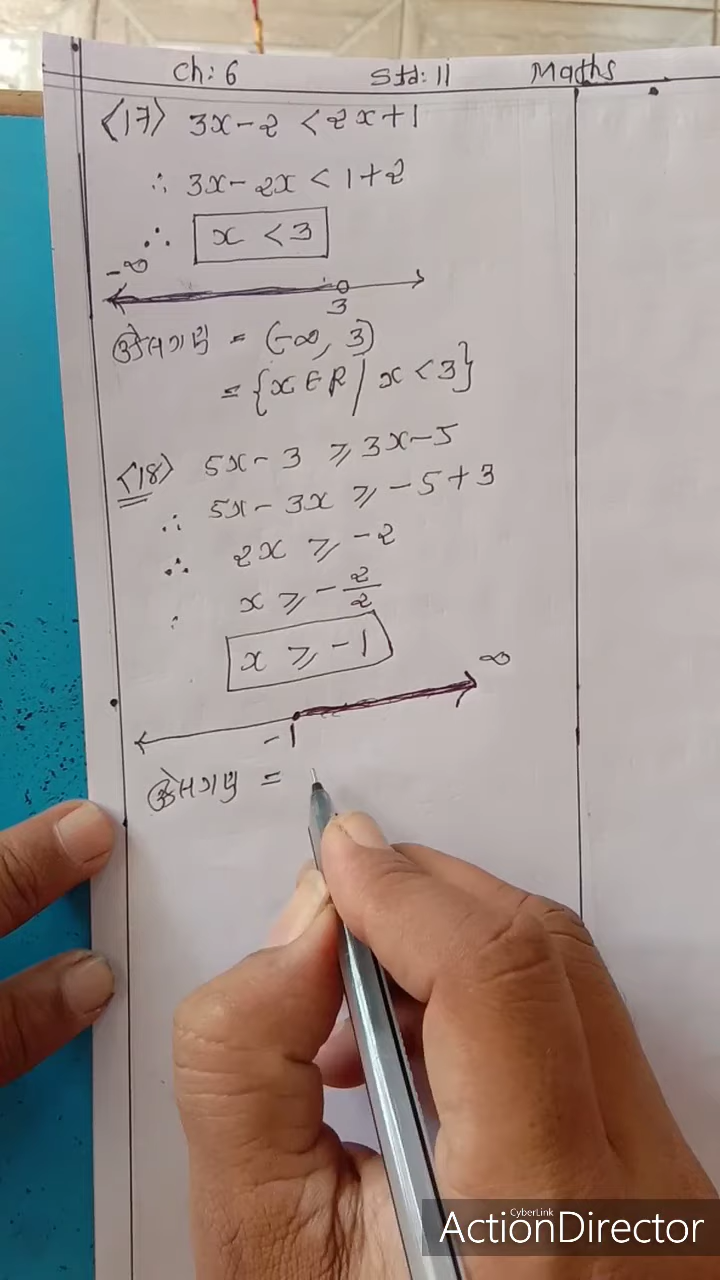 Ch: 6 Std: 11 Maths
<17> 3x - 2 < 2x + 1
∴ 3x - 2x < 1 + 2
∴ x < 3
-∞
3
ઉકેલગણ = (-∞, 3)
= {x ∈ R / x < 3}
<18> 5x - 3 ⩾ 3x - 5
∴ 5x - 3x ⩾ -5 + 3
∴ 2x ⩾ -2
x ⩾ -2/2
x ⩾ -1
∞
-1
ઉકેલગણ =
CyberLink
ActionDirector